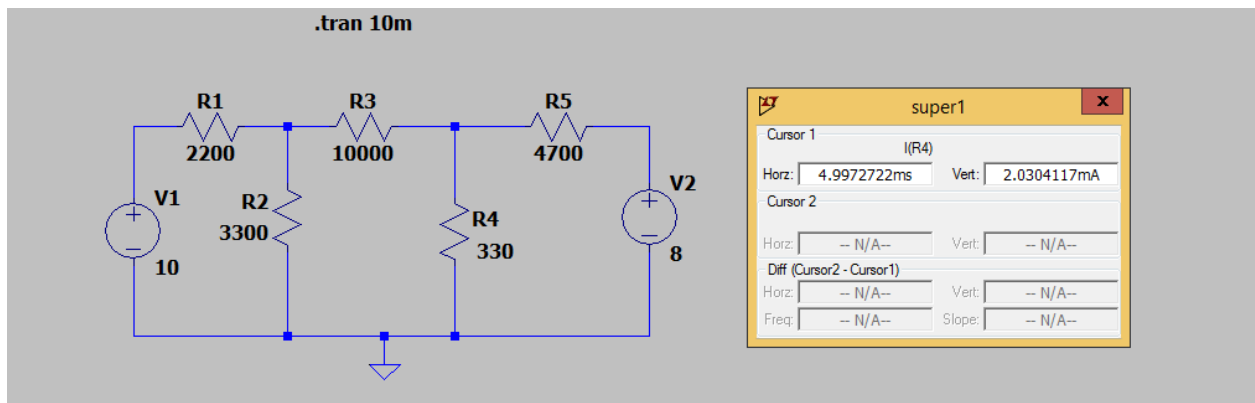 .tran 10m
R1
R3
R5
2200
10000
4700
V1
R2
3300
10
R4
330
V2
8
super1
x
Cursor 1
I(R4)
Horz: 4.9972722ms Vert: 2.0304117mA
Cursor 2
Horz: -- N/A-- Vert: -- N/A--
Diff (Cursor2 - Cursor1)
Horz: -- N/A-- Vert: -- N/A--
Freq: -- N/A-- Slope: -- N/A--